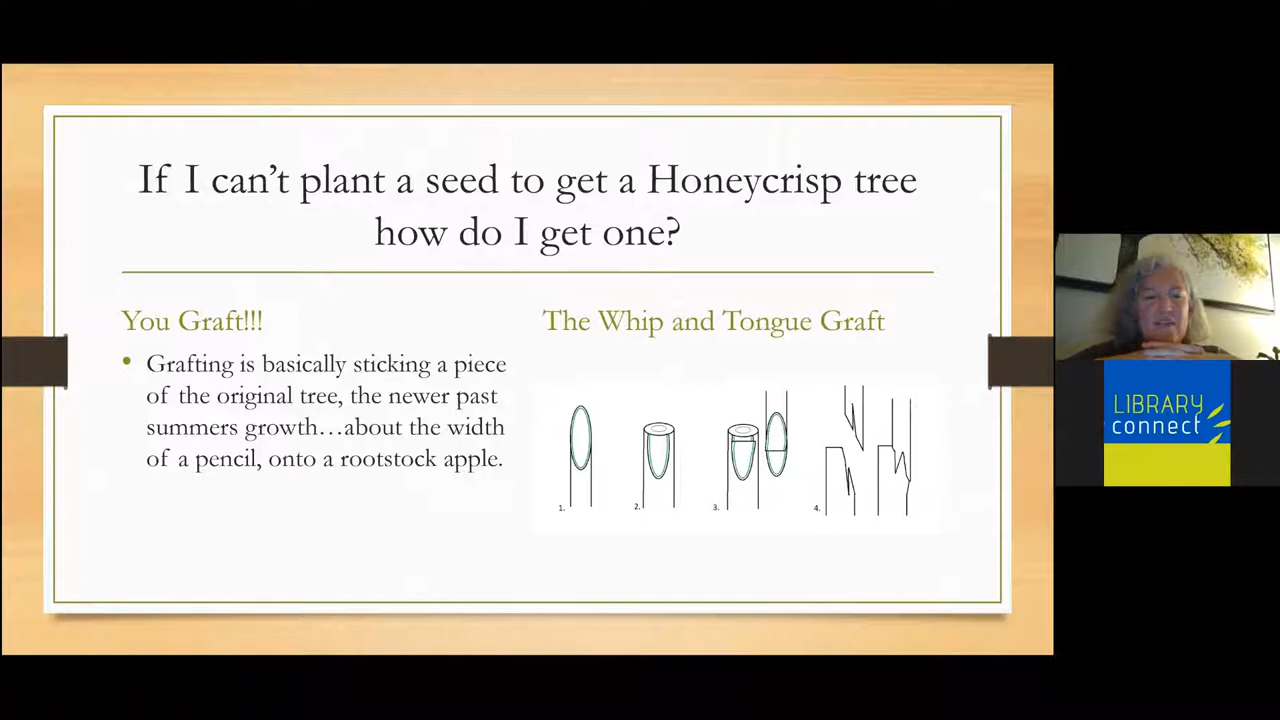 If I can't plant a seed to get a Honeycrisp tree
how do I get one?
You Graft!!!
• Grafting is basically sticking a piece
of the original tree, the newer past
summers growth…about the width
of a pencil, onto a rootstock apple.
The Whip and Tongue Graft
1.
2.
3.
4.
LIBRARY
connect